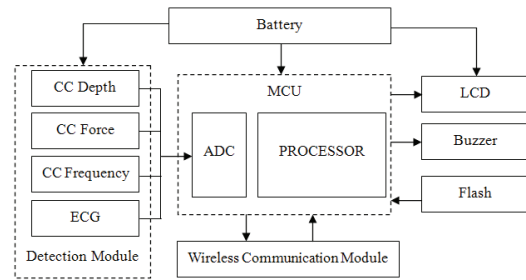 Battery
CC Depth
CC Force
CC Frequency
ECG
Detection Module
MCU
ADC
PROCESSOR
LCD
Buzzer
Flash
Wireless Communication Module